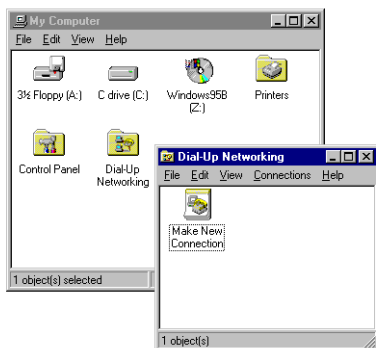 My Computer
File Edit View Help
3½ Floppy (A:) C drive (C:) Windows95B Printers
(Z:)
Control Panel Dial-Up
Networking
1 object(s) selected
Dial-Up Networking
File Edit View Connections Help
Make New
Connection
1 object(s)